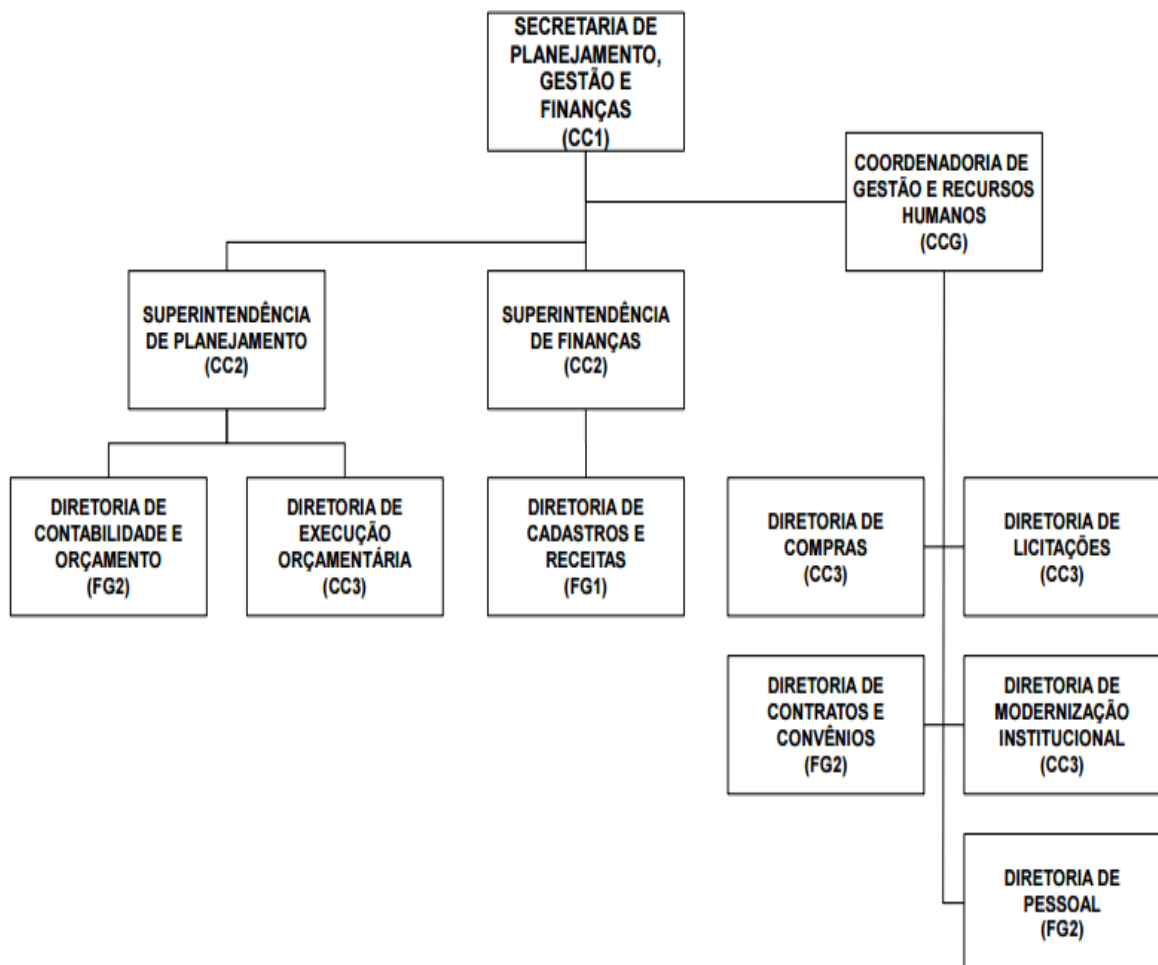 SECRETARIA DE
PLANEJAMENTO,
GESTÃO E
FINANÇAS
(CC1)
COORDENADORIA DE
GESTÃO E RECURSOS
HUMANOS
(CCG)
SUPERINTENDÊNCIA
DE PLANEJAMENTO
(CC2)
SUPERINTENDÊNCIA
DE FINANÇAS
(CC2)
DIRETORIA DE
CONTABILIDADE E
ORÇAMENTO
(FG2)
DIRETORIA DE
EXECUÇÃO
ORÇAMENTÁRIA
(CC3)
DIRETORIA DE
CADASTROS E
RECEITAS
(FG1)
DIRETORIA DE
COMPRAS
(CC3)
DIRETORIA DE
LICITAÇÕES
(CC3)
DIRETORIA DE
CONTRATOS E
CONVÊNIOS
(FG2)
DIRETORIA DE
MODERNIZAÇÃO
INSTITUCIONAL
(CC3)
DIRETORIA DE
PESSOAL
(FG2)